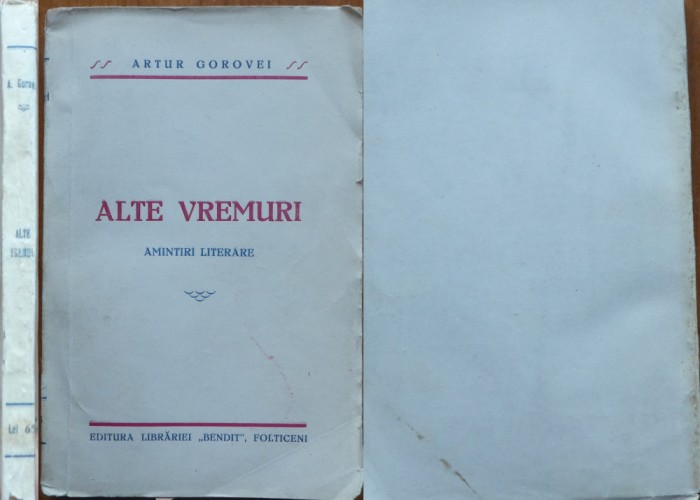 A. Gorov
ALTE
VREMURI
Lei 65
ARTUR GOROVEI
ALTE VREMURI
AMINTIRI LITERARE
EDITURA LIBRĂRIEI „BENDIT”, FOLTICENI